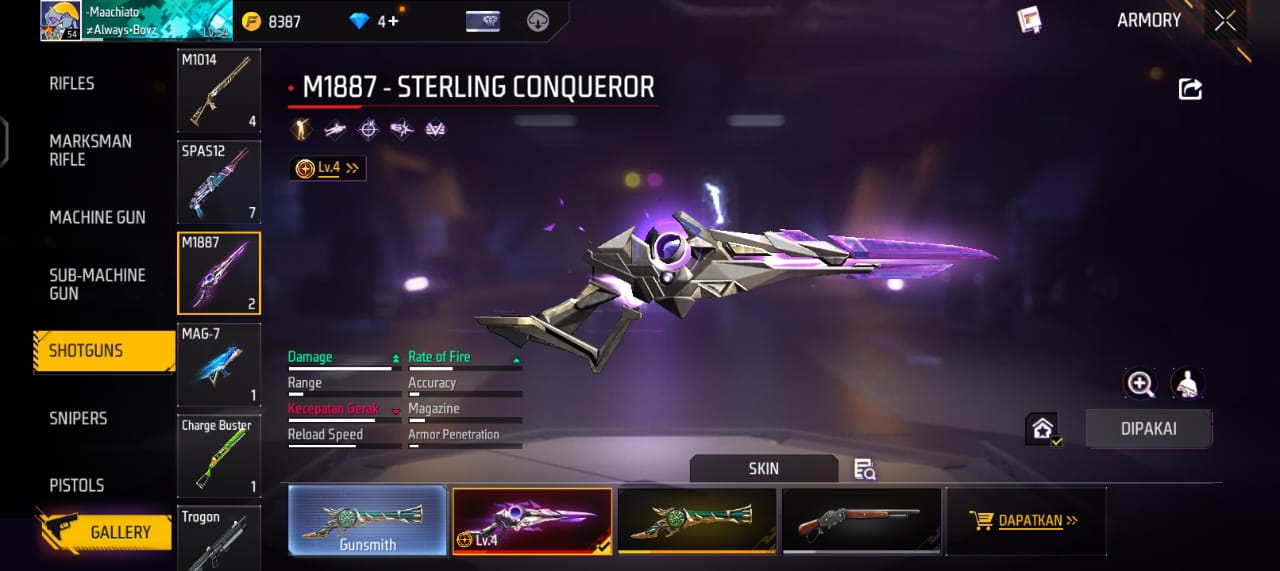 -Maachiato
≠Always-Boyz
54
Lv.54
8387
4+
ARMORY
RIFLES
MARKSMAN
RIFLE
MACHINE GUN
SUB-MACHINE
GUN
SHOTGUNS
SNIPERS
PISTOLS
GALLERY
M1014
4
SPAS12
7
M1887
2
MAG-7
1
Charge Buster
1
Trogon
M1887 - STERLING CONQUEROR
Lv.4 >>
Damage
Rate of Fire
Range
Accuracy
Kecepatan Gerak
Magazine
Reload Speed
Armor Penetration
DIPAKAI
SKIN
Gunsmith
Lv.4
DAPATKAN >>